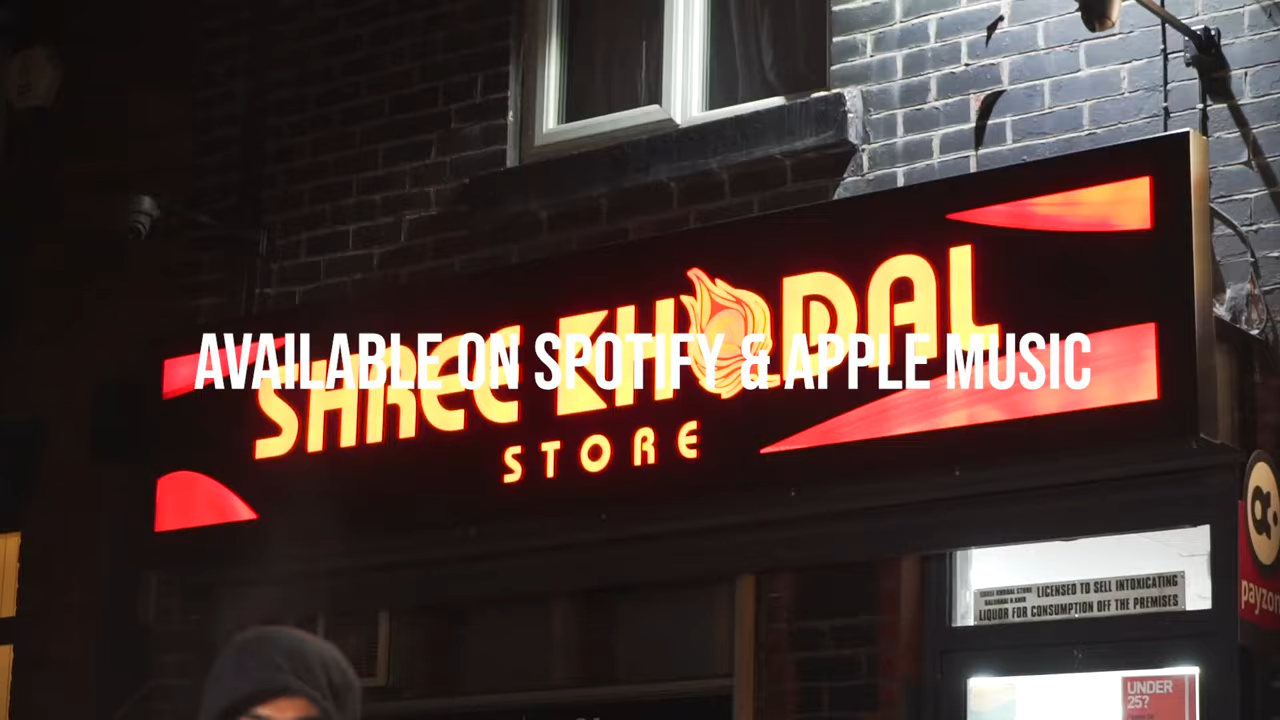 AVAILABLE ON SPOTIFY & APPLE MUSIC
SHREE KHODAL
STORE
LICENSED TO SELL INTOXICATING
LIQUOR FOR CONSUMPTION OFF THE PREMISES
payzon
UNDER
25?